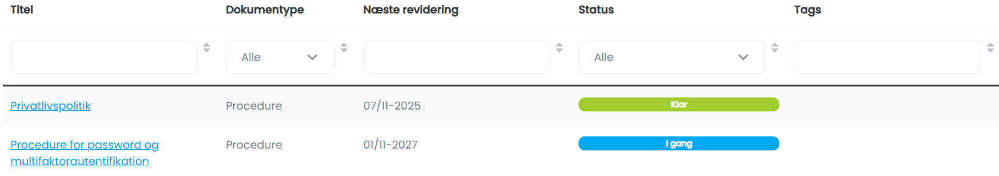 Titel Dokumentype Næste revidering Status Tags
Alle Alle
Privatlivspolitik Procedure 07/11-2025 Klar
Procedure for password og Procedure 01/11-2027 I gang
multifaktorautentifikation